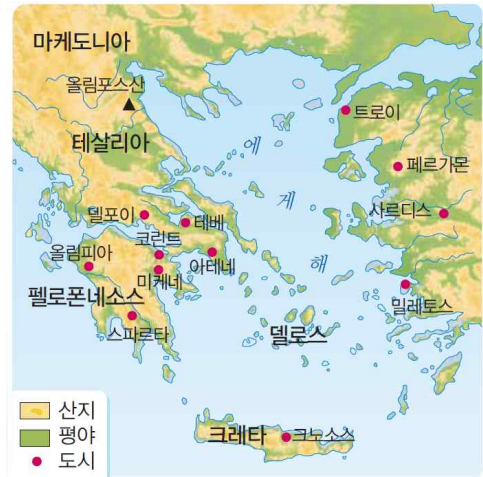 마케도니아
올림포스산
테살리아
트로이
에
게
해
페르가몬
사르디스
델포이
테베
코린트
올림피아
아테네
미케네
펠로폰네소스
밀레토스
스파르타
델로스
크레타
크노소스
산지
평야
도시